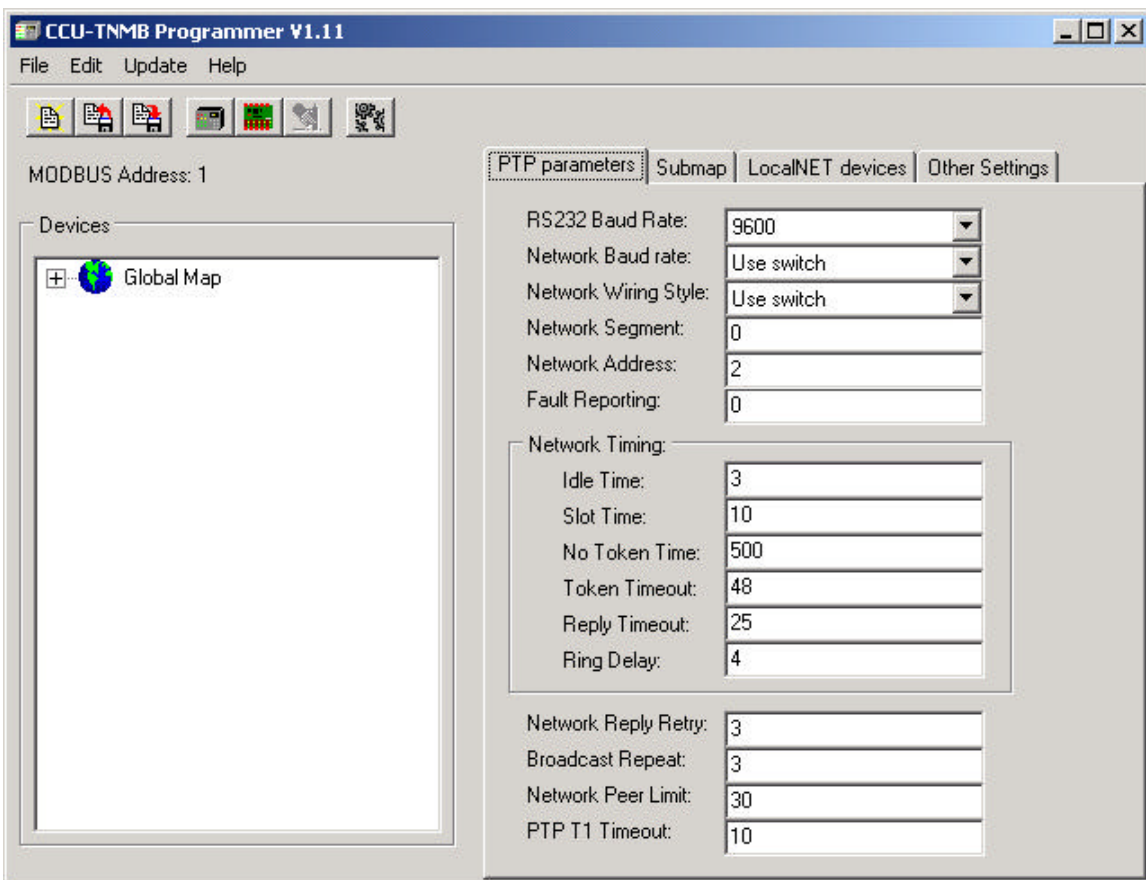 CCU-TNMB Programmer V1.11
File Edit Update Help
MODBUS Address: 1
Devices
Global Map
PTP parameters Submap LocalNET devices Other Settings
RS232 Baud Rate: 9600
Network Baud rate: Use switch
Network Wiring Style: Use switch
Network Segment: 0
Network Address: 2
Fault Reporting: 0
Network Timing:
Idle Time: 3
Slot Time: 10
No Token Time: 500
Token Timeout: 48
Reply Timeout: 25
Ring Delay: 4
Network Reply Retry: 3
Broadcast Repeat: 3
Network Peer Limit: 30
PTP T1 Timeout: 10